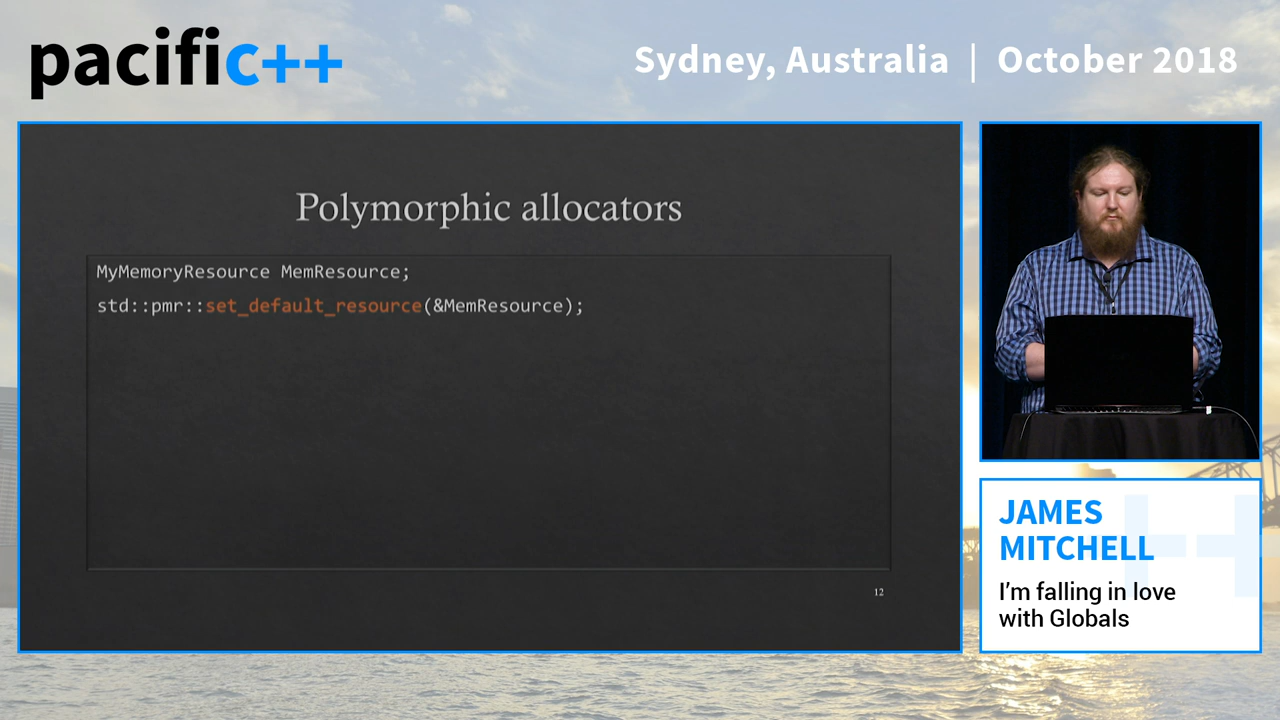 pacific++
Sydney, Australia | October 2018
Polymorphic allocators
MyMemoryResource MemResource;
std::pmr::set_default_resource(&MemResource);
12
JAMES
MITCHELL
I'm falling in love
with Globals